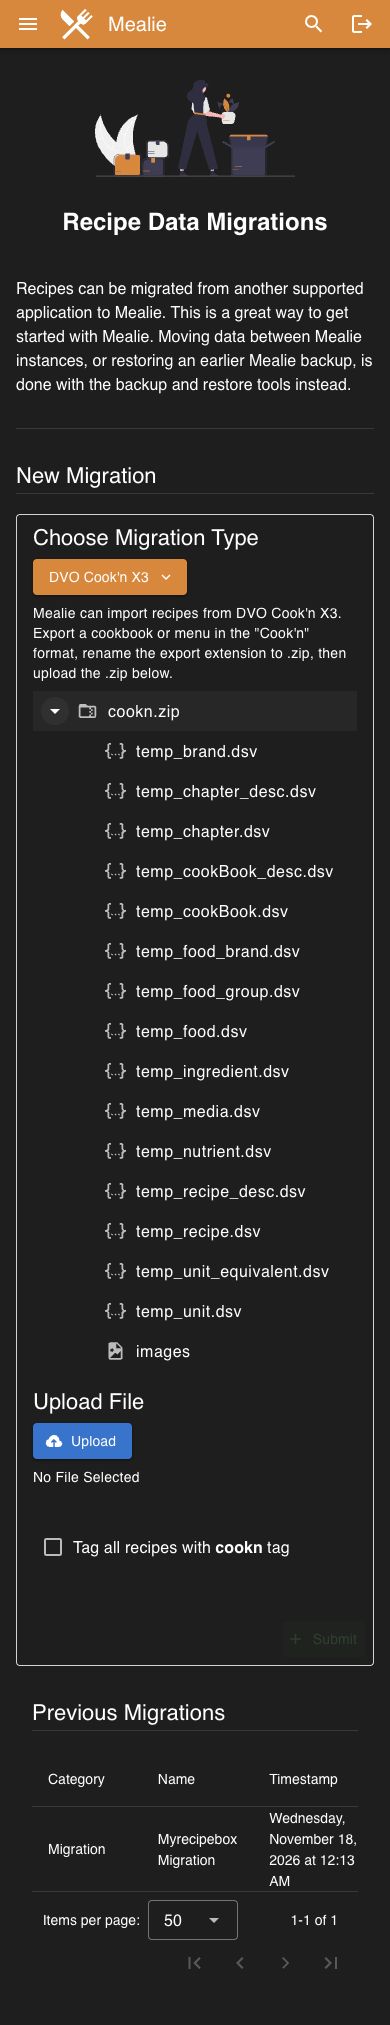 Mealie
Recipe Data Migrations
Recipes can be migrated from another supported
application to Mealie. This is a great way to get
started with Mealie. Moving data between Mealie
instances, or restoring an earlier Mealie backup, is
done with the backup and restore tools instead.
New Migration
Choose Migration Type
DVO Cook'n X3
Mealie can import recipes from DVO Cook'n X3.
Export a cookbook or menu in the "Cook'n"
format, rename the export extension to .zip, then
upload the .zip below.
cookn.zip
{...} temp_brand.dsv
{...} temp_chapter_desc.dsv
{...} temp_chapter.dsv
{...} temp_cookBook_desc.dsv
{...} temp_cookBook.dsv
{...} temp_food_brand.dsv
{...} temp_food_group.dsv
{...} temp_food.dsv
{...} temp_ingredient.dsv
{...} temp_media.dsv
{...} temp_nutrient.dsv
{...} temp_recipe_desc.dsv
{...} temp_recipe.dsv
{...} temp_unit_equivalent.dsv
{...} temp_unit.dsv
images
Upload File
Upload
No File Selected
Tag all recipes with cookn tag
+ Submit
Previous Migrations
Category Name Timestamp
Migration Myrecipebox Migration Wednesday, November 18, 2026 at 12:13 AM
Items per page: 50 1-1 of 1